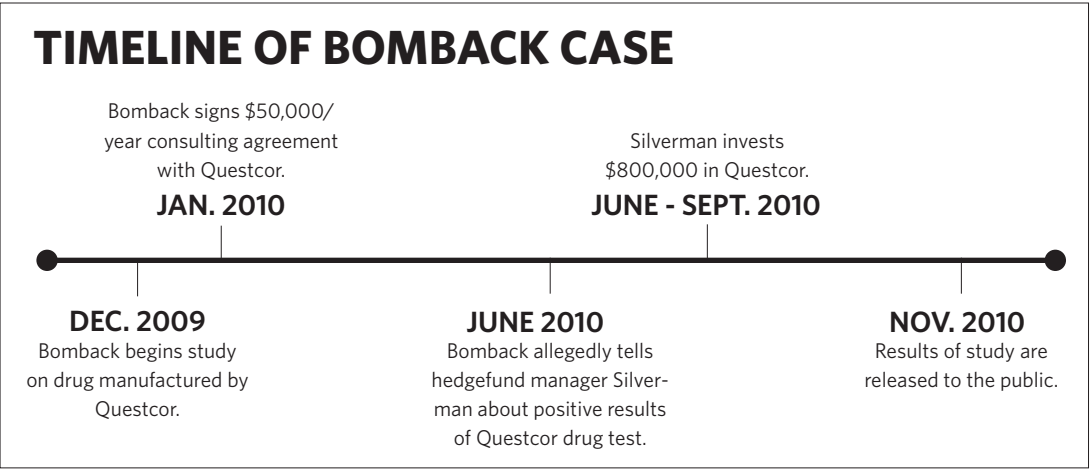 TIMELINE OF BOMBACK CASE
Bomback signs $50,000/
year consulting agreement
with Questcor.
JAN. 2010
Silverman invests
$800,000 in Questcor.
JUNE - SEPT. 2010
DEC. 2009
Bomback begins study
on drug manufactured by
Questcor.
JUNE 2010
Bomback allegedly tells
hedgefund manager Silver-
man about positive results
of Questcor drug test.
NOV. 2010
Results of study are
released to the public.